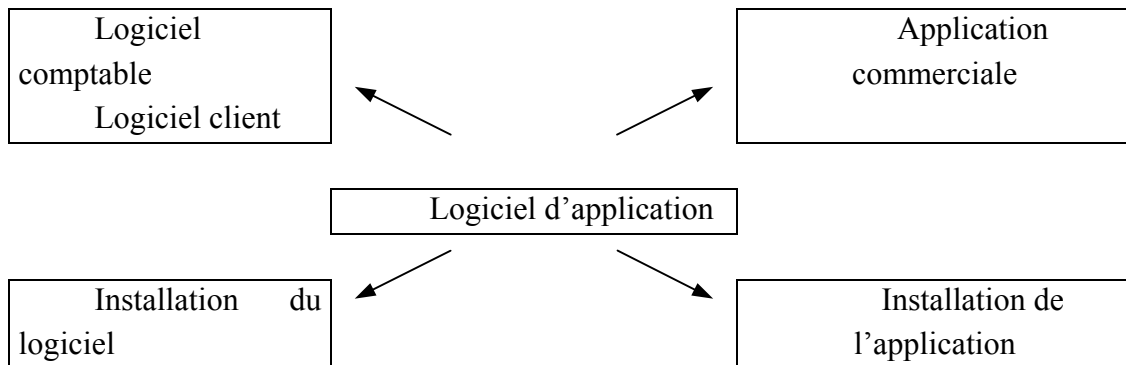 Logiciel
comptable
Logiciel client
Application
commerciale
Logiciel d’application
Installation du
logiciel
Installation de
l’application